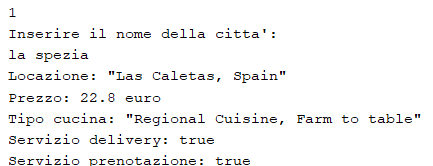 1
Inserire il nome della citta':
la spezia
Locazione: "Las Caletas, Spain"
Prezzo: 22.8 euro
Tipo cucina: "Regional Cuisine, Farm to table"
Servizio delivery: true
Servizio prenotazione: true